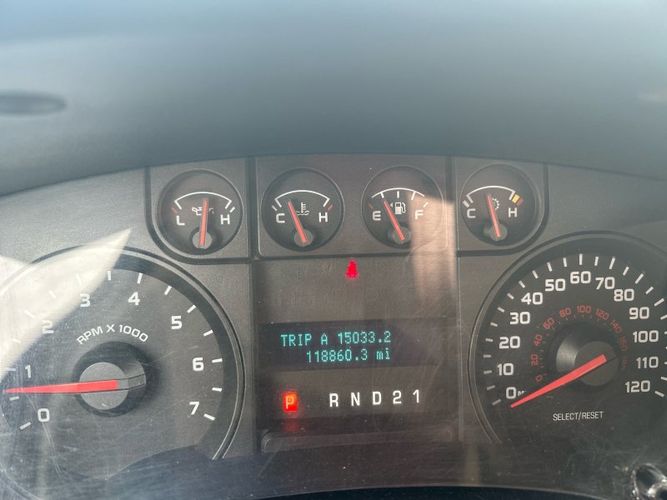 L H
C H
E F
C H
0 1 2 3 4 5 6 7
RPM X 1000
TRIP A 15033.2
118860.3 mi
P R N D 2 1
0 10 20 30 40 50 60 70 80 90 100 110 120
SELECT/RESET